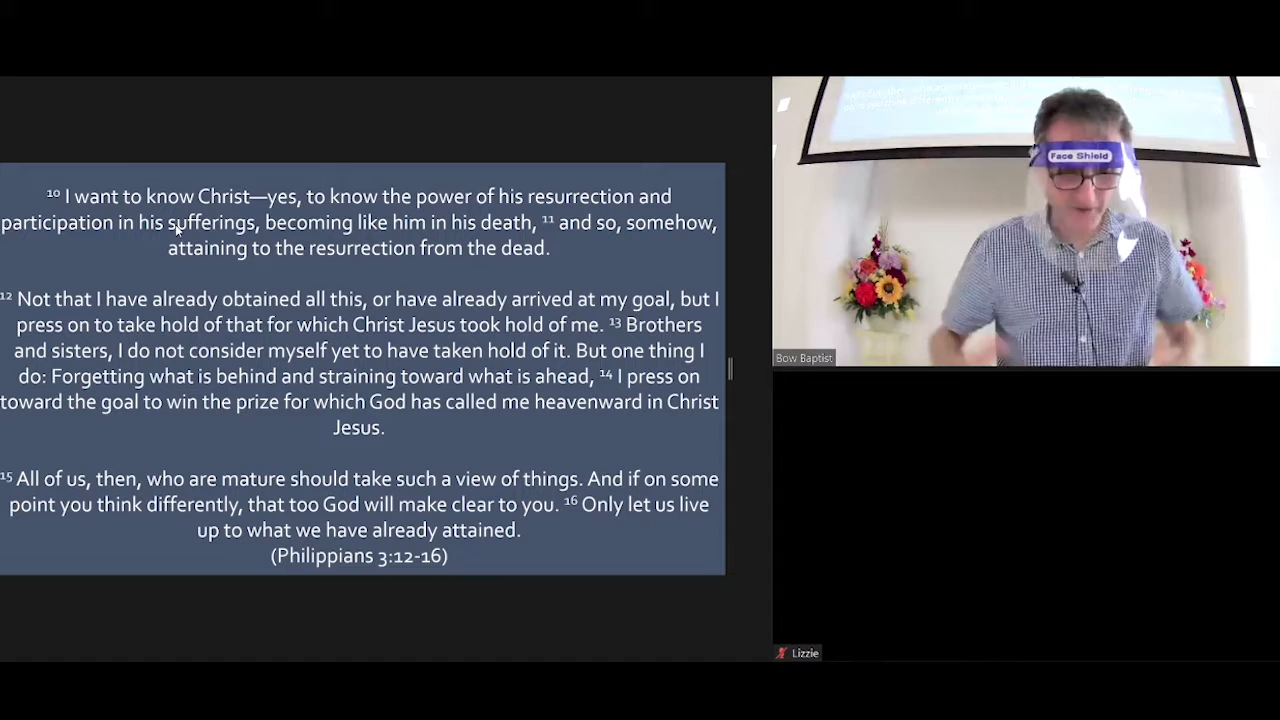 ¹⁰ I want to know Christ—yes, to know the power of his resurrection and
participation in his sufferings, becoming like him in his death, ¹¹ and so, somehow,
attaining to the resurrection from the dead.
¹² Not that I have already obtained all this, or have already arrived at my goal, but I
press on to take hold of that for which Christ Jesus took hold of me. ¹³ Brothers
and sisters, I do not consider myself yet to have taken hold of it. But one thing I
do: Forgetting what is behind and straining toward what is ahead, ¹⁴ I press on
toward the goal to win the prize for which God has called me heavenward in Christ
Jesus.
¹⁵ All of us, then, who are mature should take such a view of things. And if on some
point you think differently, that too God will make clear to you. ¹⁶ Only let us live
up to what we have already attained.
(Philippians 3:12-16)
Face Shield
Bow Baptist
Lizzie